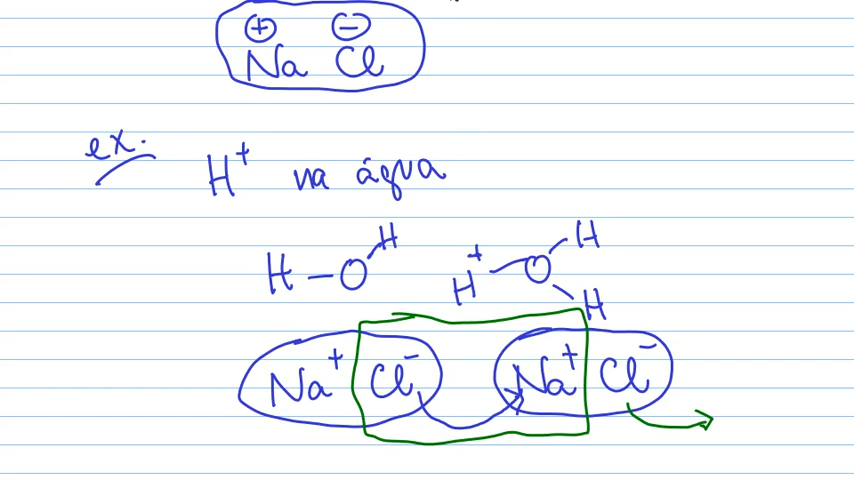 ⊕ ⊖
Na Cl
ex. H⁺ na água
H–O–H H⁺–O–H
H
Na⁺ Cl⁻ Na⁺ Cl⁻